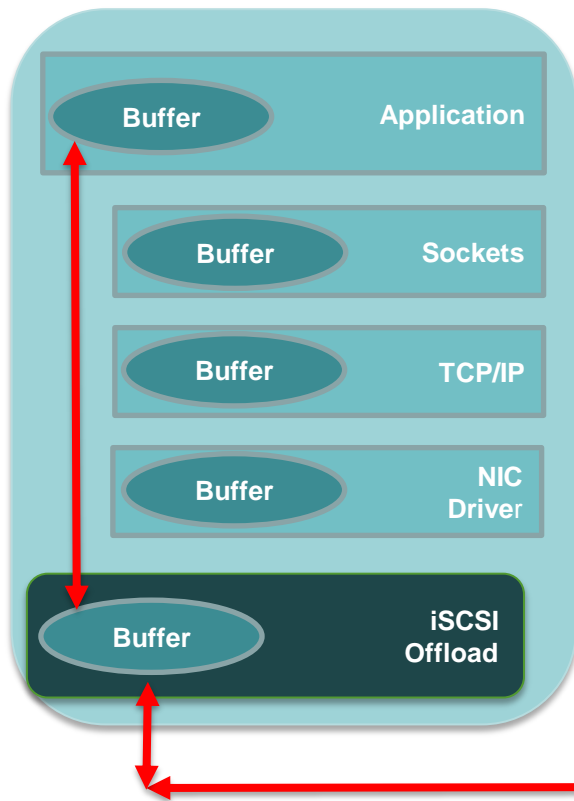 Buffer Application
Buffer Sockets
Buffer TCP/IP
Buffer NIC
Driver
Buffer iSCSI
Offload